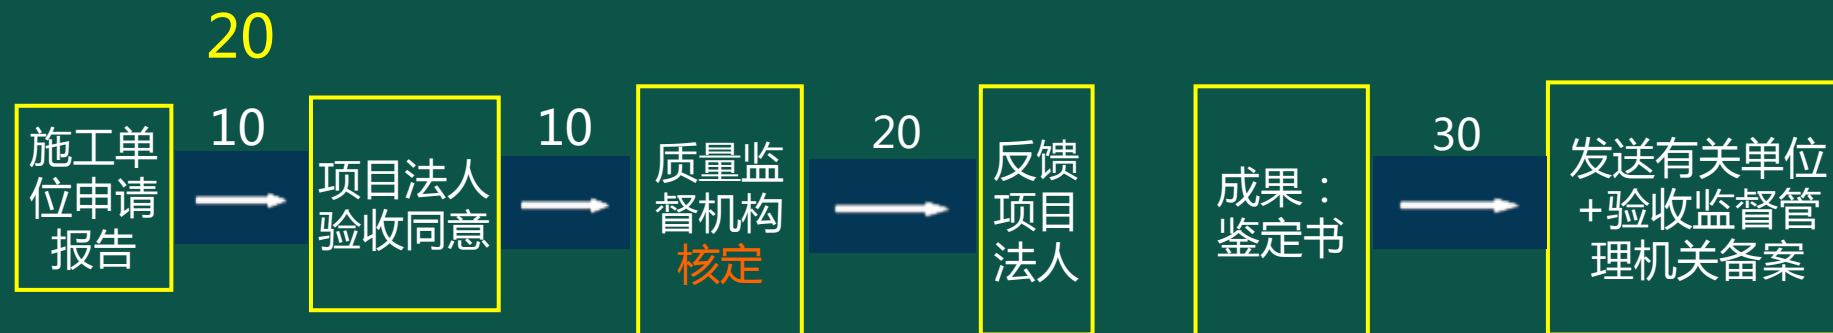 20
施工单
位申请
报告
10
项目法人
验收同意
10
质量监
督机构
核定
20
反馈
项目
法人
成果：
鉴定书
30
发送有关单位
+验收监督管
理机关备案